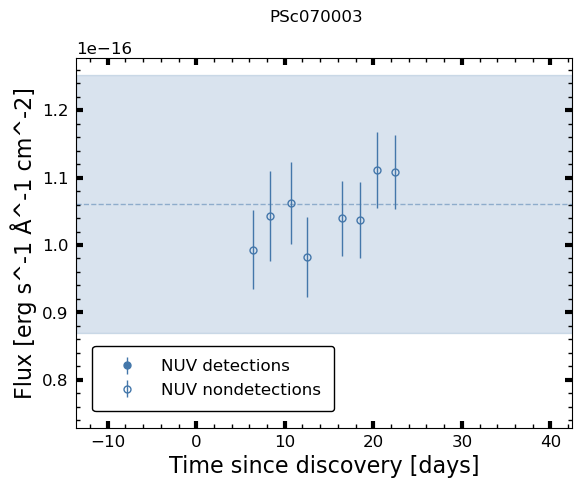 PSc070003
1e−16
1.2
1.1
1.0
0.9
0.8
Flux [erg s^-1 Å^-1 cm^-2]
NUV detections
NUV nondetections
−10 0 10 20 30 40
Time since discovery [days]